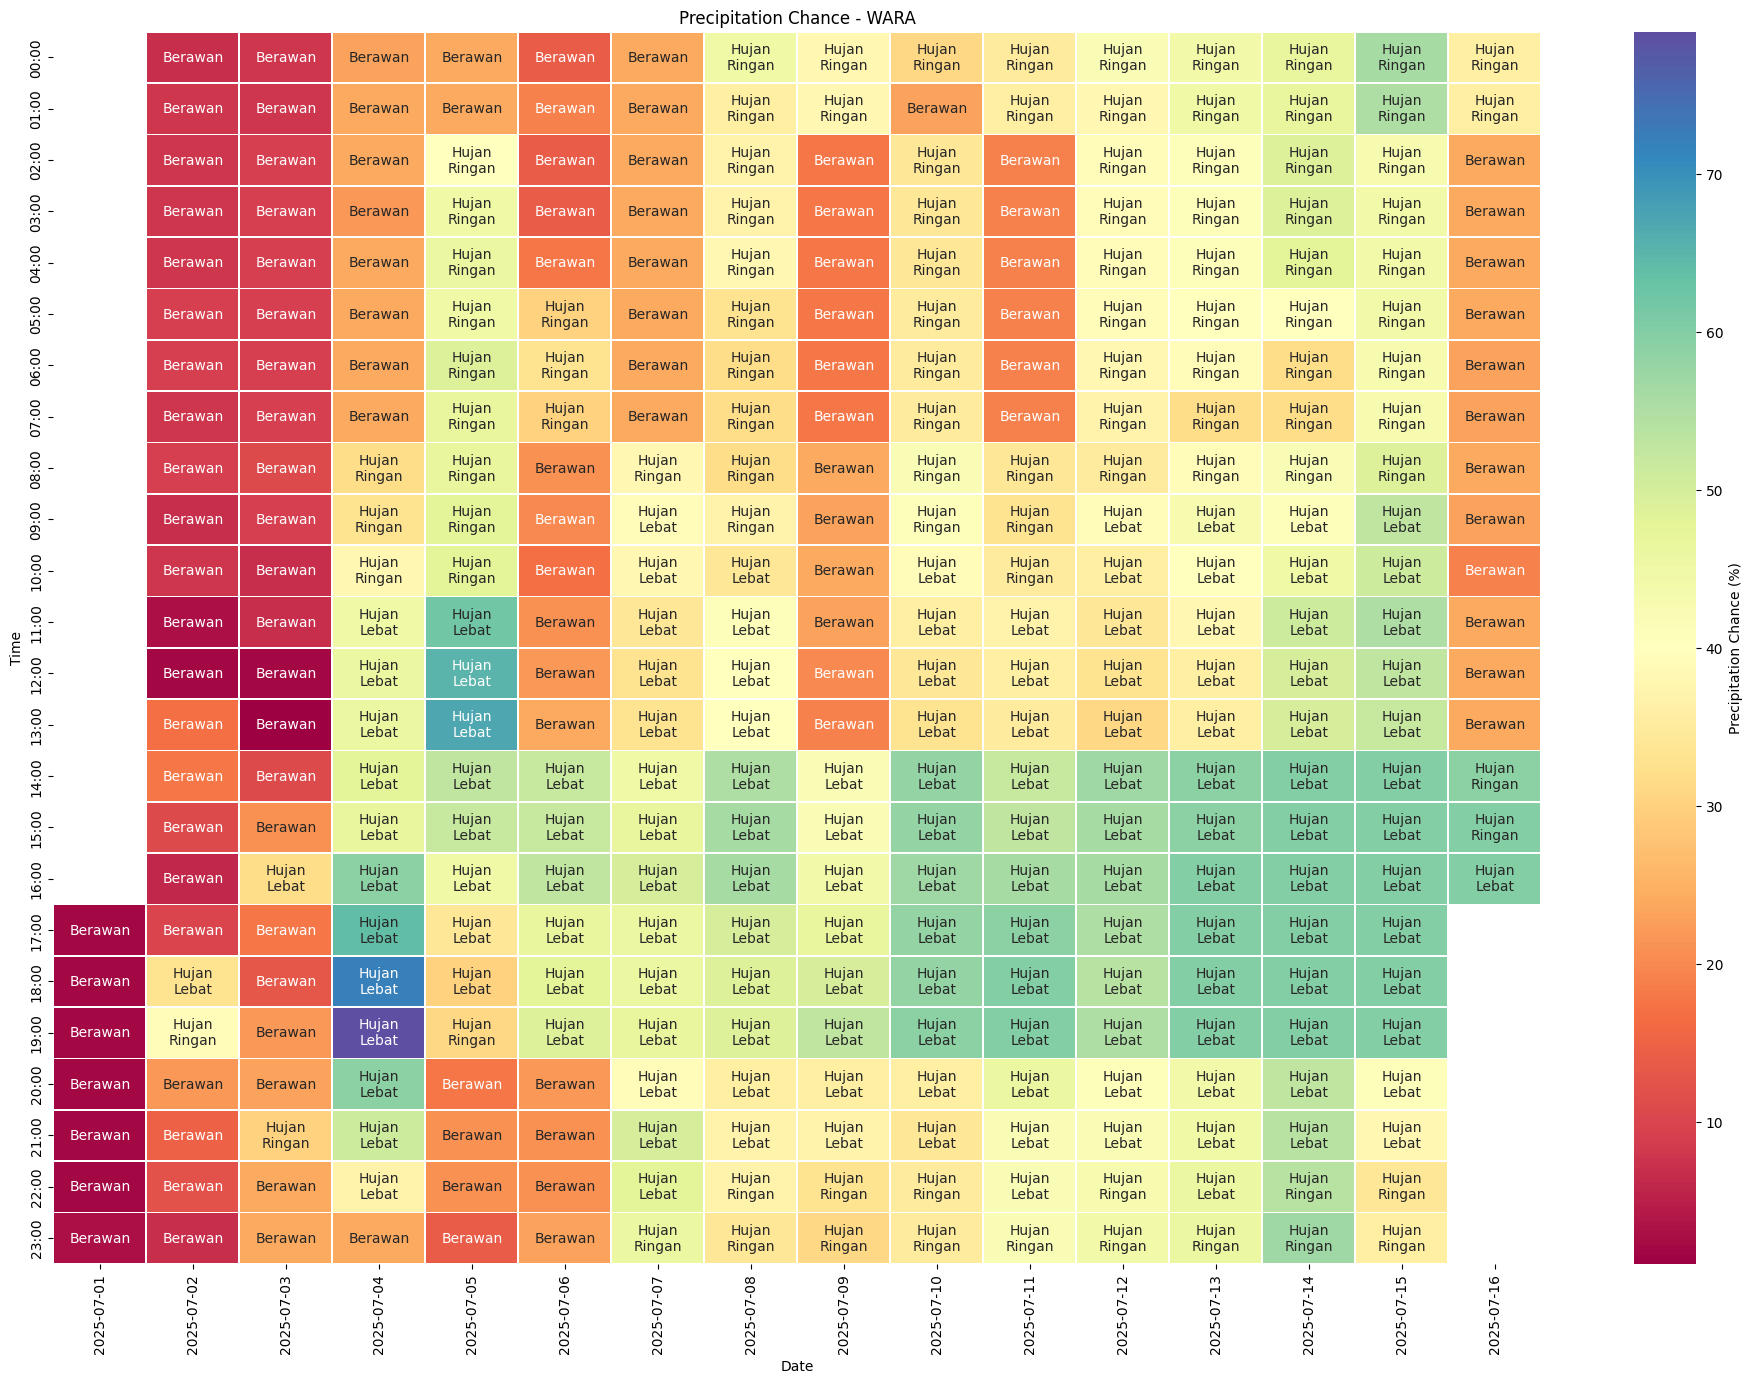 Precipitation Chance - WARA
00:00 Berawan Berawan Berawan Berawan Berawan Berawan Hujan Ringan Hujan Ringan Hujan Ringan Hujan Ringan Hujan Ringan Hujan Ringan Hujan Ringan Hujan Ringan Hujan Ringan
01:00 Berawan Berawan Berawan Berawan Berawan Berawan Hujan Ringan Hujan Ringan Berawan Hujan Ringan Hujan Ringan Hujan Ringan Hujan Ringan Hujan Ringan Hujan Ringan
02:00 Berawan Berawan Berawan Hujan Ringan Berawan Berawan Hujan Ringan Berawan Hujan Ringan Berawan Hujan Ringan Hujan Ringan Hujan Ringan Hujan Ringan Berawan
03:00 Berawan Berawan Berawan Hujan Ringan Berawan Berawan Hujan Ringan Berawan Hujan Ringan Berawan Hujan Ringan Hujan Ringan Hujan Ringan Hujan Ringan Berawan
04:00 Berawan Berawan Berawan Hujan Ringan Berawan Berawan Hujan Ringan Berawan Hujan Ringan Berawan Hujan Ringan Hujan Ringan Hujan Ringan Hujan Ringan Berawan
05:00 Berawan Berawan Berawan Hujan Ringan Hujan Ringan Berawan Hujan Ringan Berawan Hujan Ringan Berawan Hujan Ringan Hujan Ringan Hujan Ringan Hujan Ringan Berawan
06:00 Berawan Berawan Berawan Hujan Ringan Hujan Ringan Berawan Hujan Ringan Berawan Hujan Ringan Berawan Hujan Ringan Hujan Ringan Hujan Ringan Hujan Ringan Berawan
07:00 Berawan Berawan Berawan Hujan Ringan Hujan Ringan Berawan Hujan Ringan Berawan Hujan Ringan Berawan Hujan Ringan Hujan Ringan Hujan Ringan Hujan Ringan Berawan
08:00 Berawan Berawan Hujan Ringan Hujan Ringan Berawan Hujan Ringan Hujan Ringan Berawan Hujan Ringan Hujan Ringan Hujan Ringan Hujan Ringan Hujan Ringan Hujan Ringan Berawan
09:00 Berawan Berawan Hujan Ringan Hujan Ringan Berawan Hujan Lebat Hujan Ringan Berawan Hujan Ringan Hujan Ringan Hujan Lebat Hujan Lebat Hujan Lebat Hujan Lebat Berawan
10:00 Berawan Berawan Hujan Ringan Hujan Ringan Berawan Hujan Lebat Hujan Lebat Berawan Hujan Lebat Hujan Ringan Hujan Lebat Hujan Lebat Hujan Lebat Hujan Lebat Berawan
11:00 Berawan Berawan Hujan Lebat Hujan Lebat Berawan Hujan Lebat Hujan Lebat Berawan Hujan Lebat Hujan Lebat Hujan Lebat Hujan Lebat Hujan Lebat Hujan Lebat Berawan
12:00 Berawan Berawan Hujan Lebat Hujan Lebat Berawan Hujan Lebat Hujan Lebat Berawan Hujan Lebat Hujan Lebat Hujan Lebat Hujan Lebat Hujan Lebat Hujan Lebat Berawan
13:00 Berawan Berawan Hujan Lebat Hujan Lebat Berawan Hujan Lebat Hujan Lebat Berawan Hujan Lebat Hujan Lebat Hujan Lebat Hujan Lebat Hujan Lebat Hujan Lebat Berawan
14:00 Berawan Berawan Hujan Lebat Hujan Lebat Hujan Lebat Hujan Lebat Hujan Lebat Hujan Lebat Hujan Lebat Hujan Lebat Hujan Lebat Hujan Lebat Hujan Lebat Hujan Lebat Hujan Ringan
15:00 Berawan Berawan Hujan Lebat Hujan Lebat Hujan Lebat Hujan Lebat Hujan Lebat Hujan Lebat Hujan Lebat Hujan Lebat Hujan Lebat Hujan Lebat Hujan Lebat Hujan Lebat Hujan Ringan
16:00 Berawan Hujan Lebat Hujan Lebat Hujan Lebat Hujan Lebat Hujan Lebat Hujan Lebat Hujan Lebat Hujan Lebat Hujan Lebat Hujan Lebat Hujan Lebat Hujan Lebat Hujan Lebat Hujan Lebat
17:00 Berawan Berawan Berawan Hujan Lebat Hujan Lebat Hujan Lebat Hujan Lebat Hujan Lebat Hujan Lebat Hujan Lebat Hujan Lebat Hujan Lebat Hujan Lebat Hujan Lebat Hujan Lebat
18:00 Berawan Hujan Lebat Berawan Hujan Lebat Hujan Lebat Hujan Lebat Hujan Lebat Hujan Lebat Hujan Lebat Hujan Lebat Hujan Lebat Hujan Lebat Hujan Lebat Hujan Lebat Hujan Lebat
19:00 Berawan Hujan Ringan Berawan Hujan Lebat Hujan Ringan Hujan Lebat Hujan Lebat Hujan Lebat Hujan Lebat Hujan Lebat Hujan Lebat Hujan Lebat Hujan Lebat Hujan Lebat Hujan Lebat
20:00 Berawan Berawan Berawan Hujan Lebat Berawan Berawan Hujan Lebat Hujan Lebat Hujan Lebat Hujan Lebat Hujan Lebat Hujan Lebat Hujan Lebat Hujan Lebat Hujan Lebat
21:00 Berawan Berawan Hujan Ringan Hujan Lebat Berawan Berawan Hujan Lebat Hujan Lebat Hujan Lebat Hujan Lebat Hujan Lebat Hujan Lebat Hujan Lebat Hujan Lebat Hujan Lebat
22:00 Berawan Berawan Berawan Hujan Lebat Berawan Berawan Hujan Lebat Hujan Ringan Hujan Ringan Hujan Ringan Hujan Lebat Hujan Ringan Hujan Lebat Hujan Ringan Hujan Ringan
23:00 Berawan Berawan Berawan Berawan Berawan Berawan Hujan Ringan Hujan Ringan Hujan Ringan Hujan Ringan Hujan Ringan Hujan Ringan Hujan Ringan Hujan Ringan Hujan Ringan
Time
2025-07-01 2025-07-02 2025-07-03 2025-07-04 2025-07-05 2025-07-06 2025-07-07 2025-07-08 2025-07-09 2025-07-10 2025-07-11 2025-07-12 2025-07-13 2025-07-14 2025-07-15 2025-07-16
Date
70
60
50
40
30
20
10
Precipitation Chance (%)